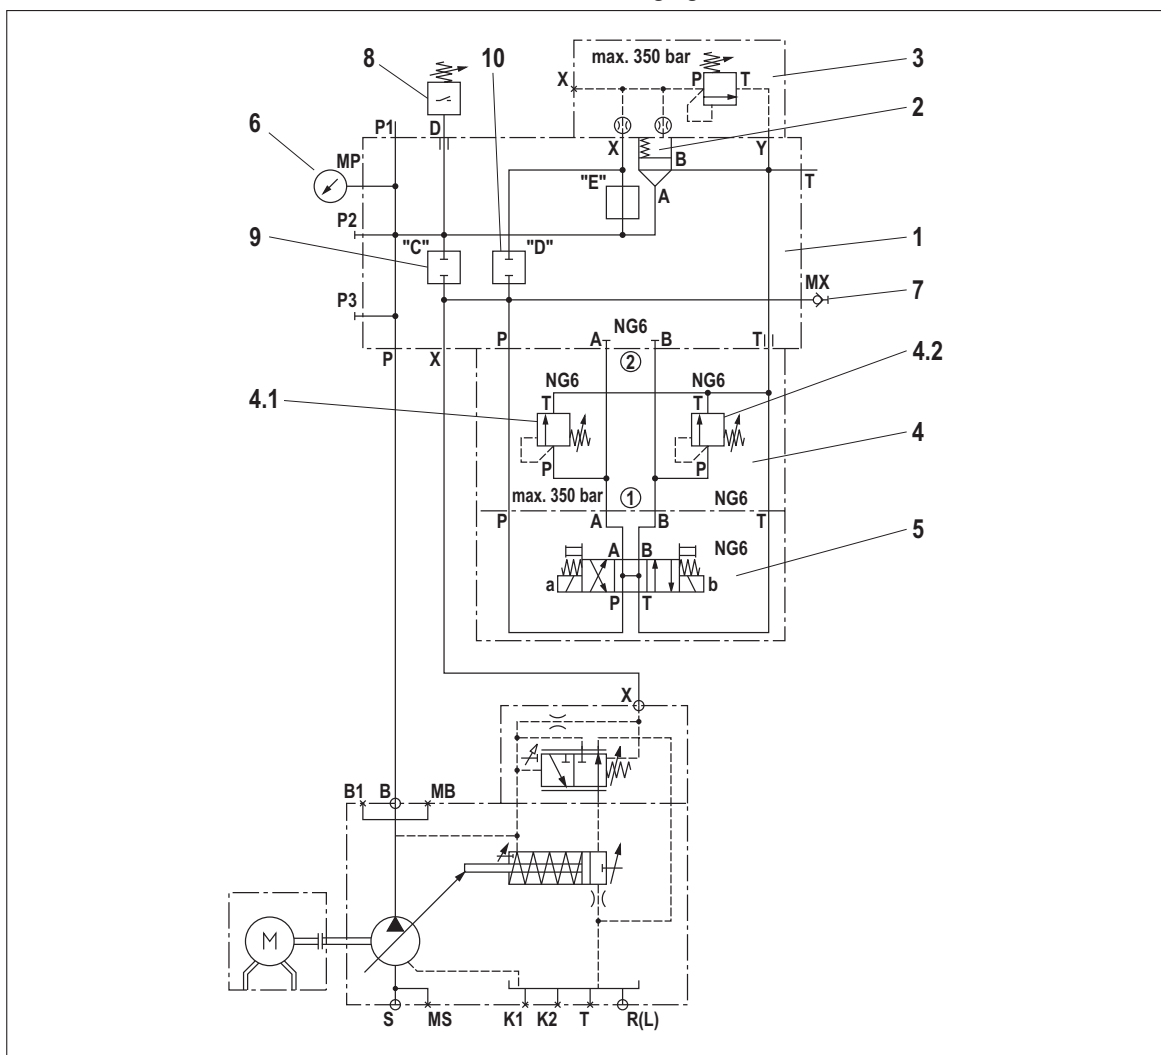 max. 350 bar
3
8
10
X
P
T
2
P1
D
6
MP
X
B
Y
"E"
T
A
P2
9
"C"
"D"
1
MX
P3
7
NG6
P
A
B
T
P
X
2
4.2
NG6
NG6
4.1
T
T
4
P
P
max. 350 bar
1
NG6
P
A
B
T
5
A
B
NG6
a
b
P
T
X
B1
B
MB
M
S
MS
K1
K2
T
R(L)